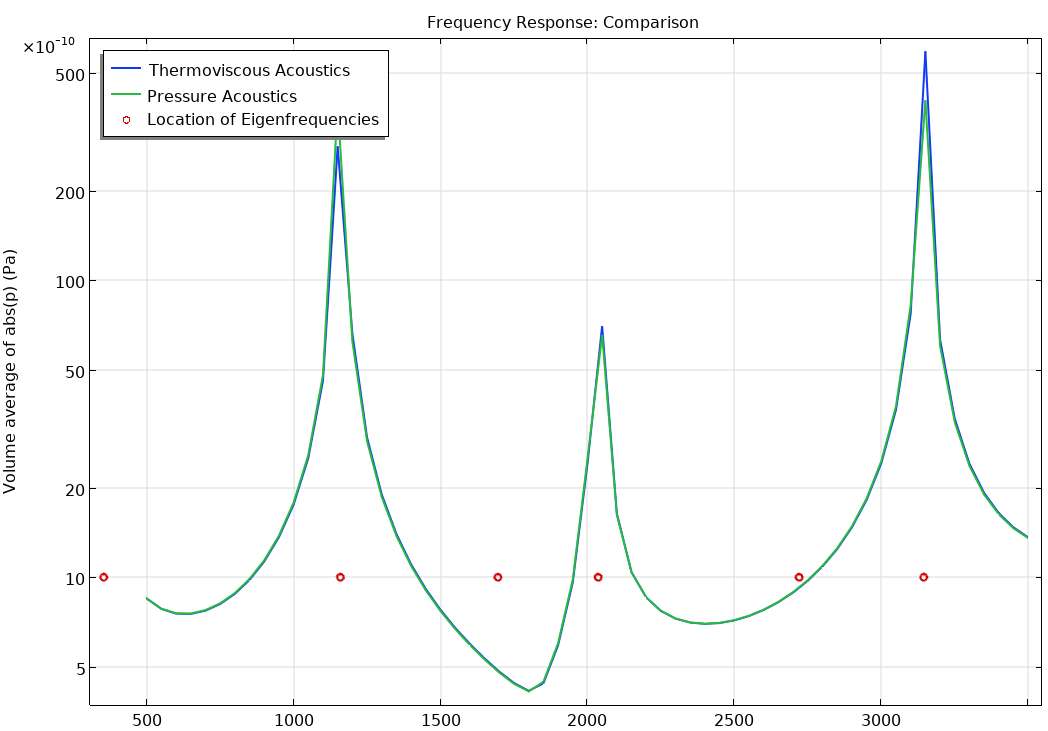 Frequency Response: Comparison
×10⁻¹⁰
Thermoviscous Acoustics
Pressure Acoustics
Location of Eigenfrequencies
500
200
100
50
20
10
5
Volume average of abs(p) (Pa)
500 1000 1500 2000 2500 3000